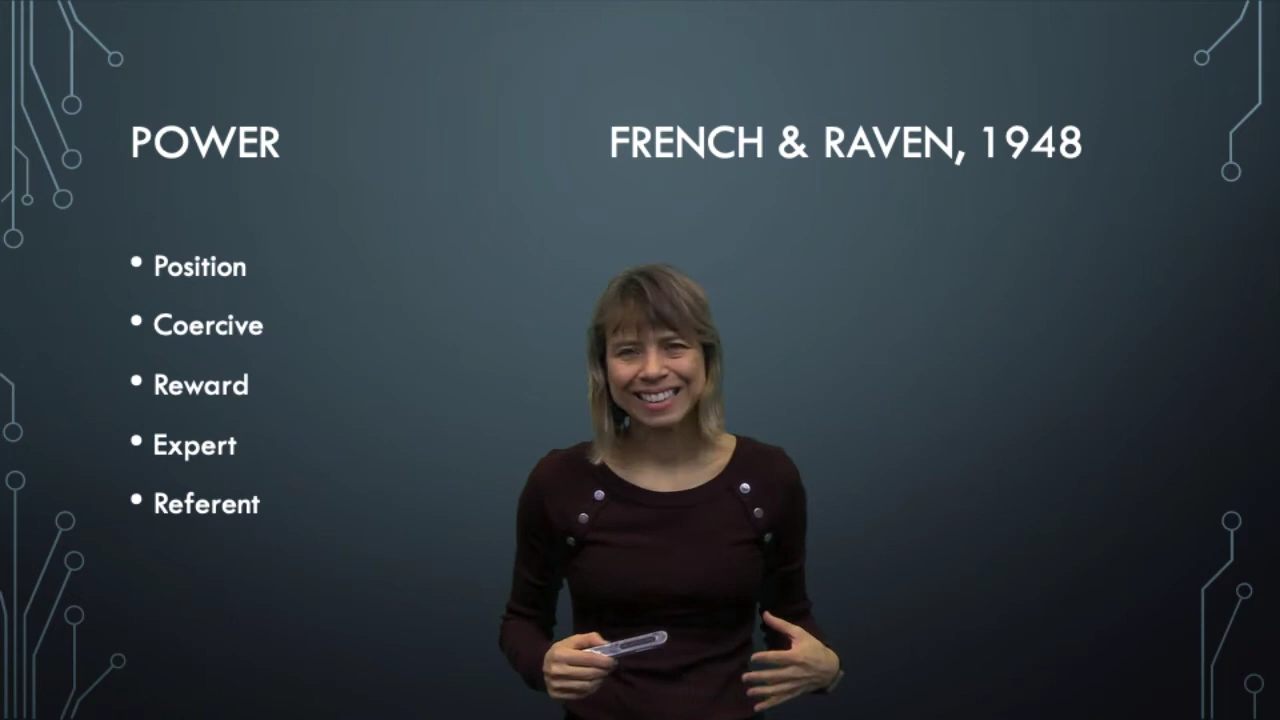 POWER
FRENCH & RAVEN, 1948
• Position
• Coercive
• Reward
• Expert
• Referent